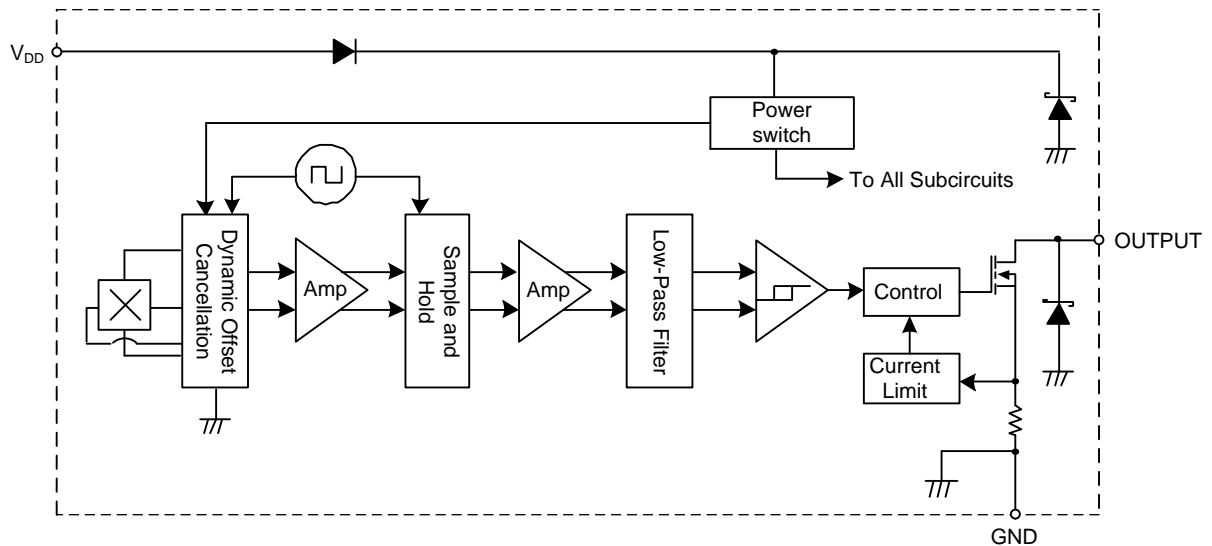 VDD
Power
switch
To All Subcircuits
Dynamic Offset
Cancellation
Amp
Sample and
Hold
Amp
Low-Pass Filter
Control
Current
Limit
OUTPUT
GND